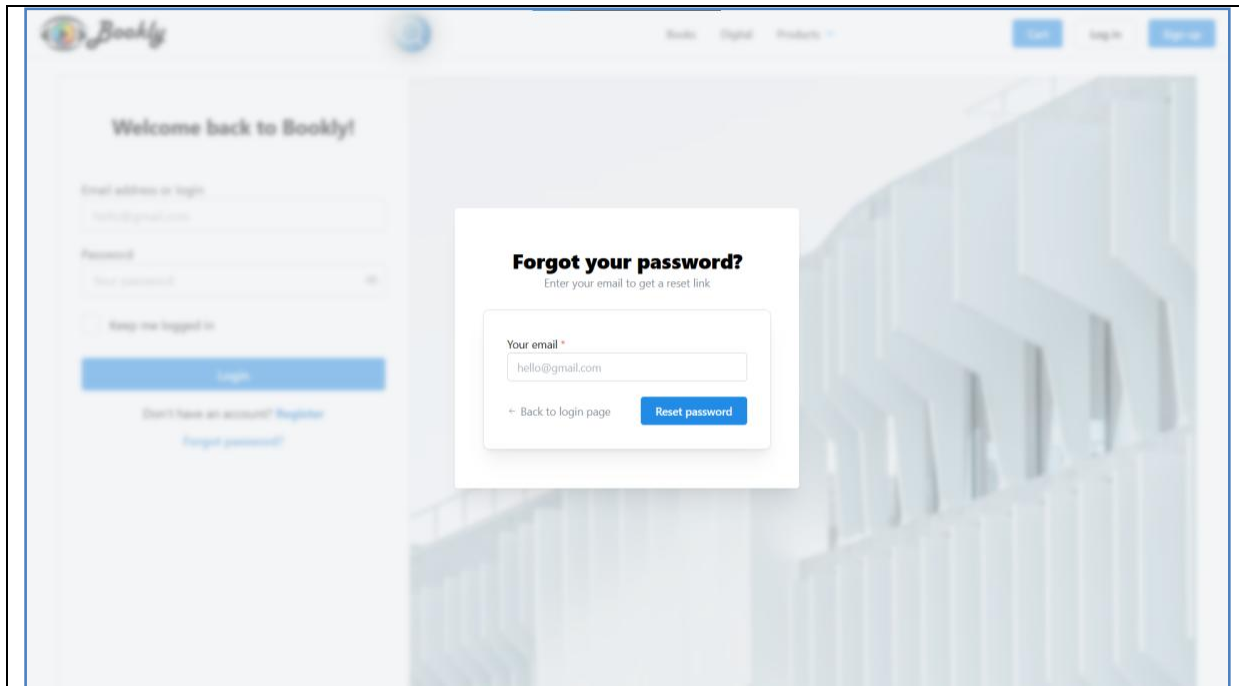 Bookly
Books Digital Products
Cart Log in Sign up
Welcome back to Bookly!
Email address or login
hello@gmail.com
Password
Your password
Keep me logged in
Login
Don't have an account? Register
Forgot password?
Forgot your password?
Enter your email to get a reset link
Your email *
hello@gmail.com
← Back to login page Reset password